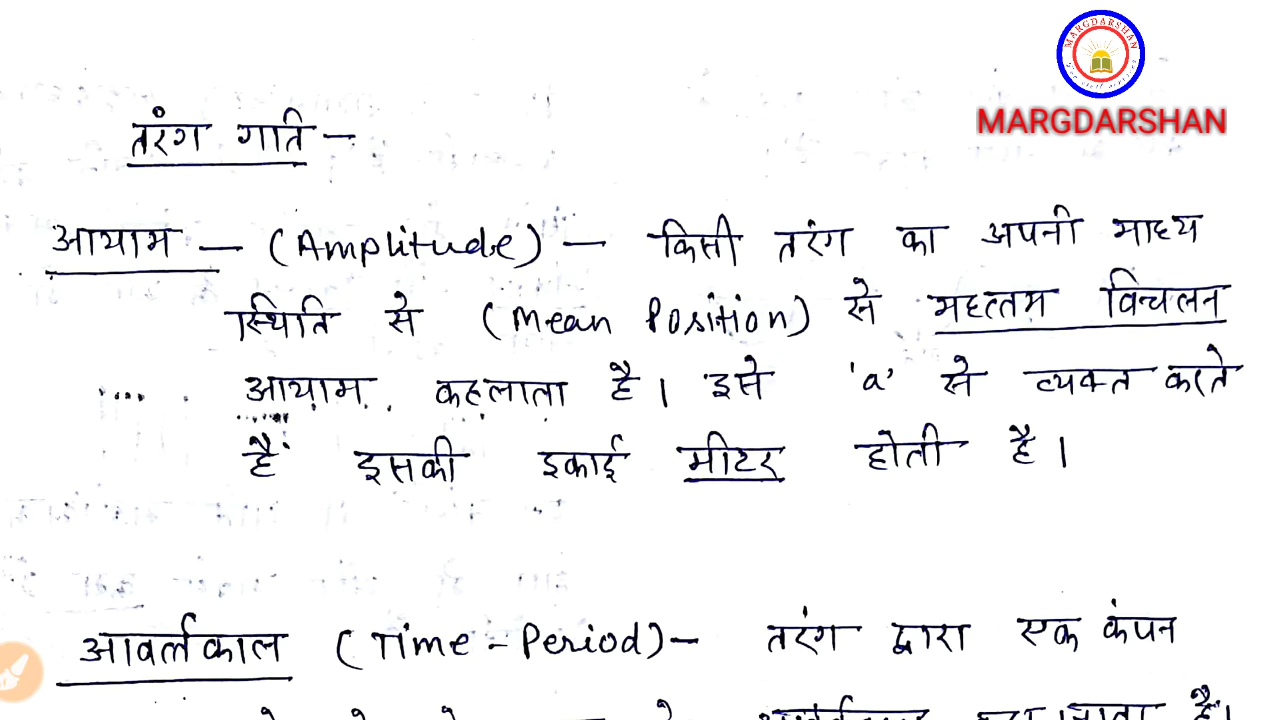 MARGDARSHAN
MARGDARSHAN
तरंग गति –
आयाम – (Amplitude) – किसी तरंग का अपनी माध्य
स्थिति से (Mean Position) से महत्तम विचलन
आयाम कहलाता है। इसे 'a' से व्यक्त करते
हैं इसकी इकाई मीटर होती है।
आवर्तकाल (Time-Period) – तरंग द्वारा एक कंपन
जाता है।